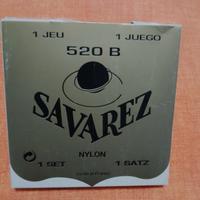 1 JEU 1 JUEGO
520 B
SAVAREZ
NYLON
1 SET 1 SATZ